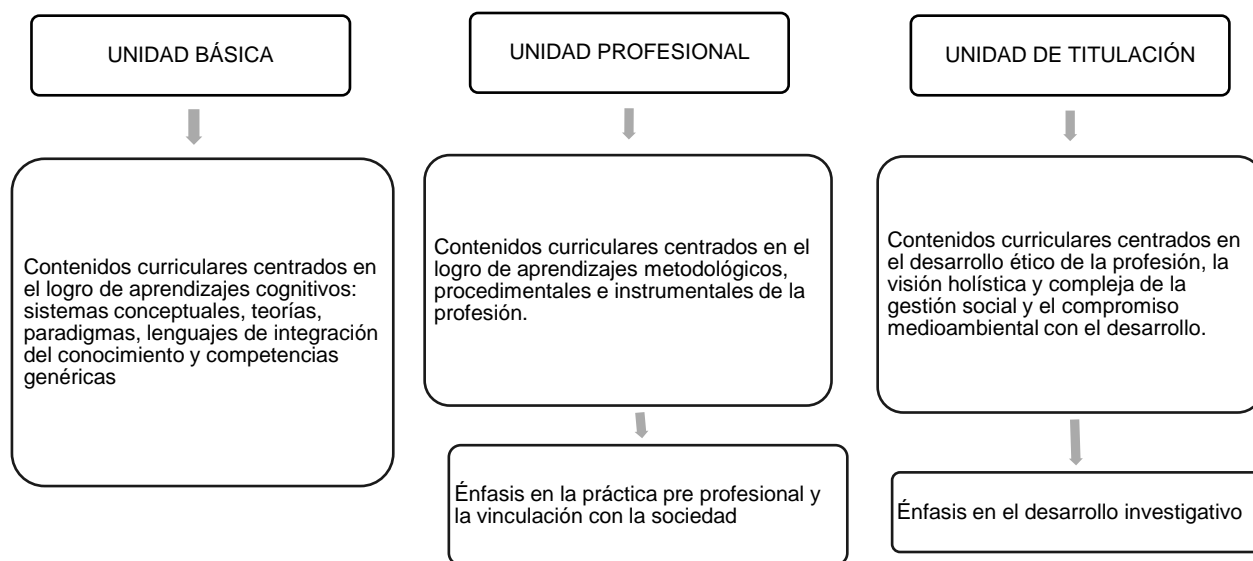 UNIDAD BÁSICA
UNIDAD PROFESIONAL
UNIDAD DE TITULACIÓN
Contenidos curriculares centrados en
el logro de aprendizajes cognitivos:
sistemas conceptuales, teorías,
paradigmas, lenguajes de integración
del conocimiento y competencias
genéricas
Contenidos curriculares centrados en el
logro de aprendizajes metodológicos,
procedimentales e instrumentales de la
profesión.
Contenidos curriculares centrados en
el desarrollo ético de la profesión, la
visión holística y compleja de la
gestión social y el compromiso
medioambiental con el desarrollo.
Énfasis en la práctica pre profesional y
la vinculación con la sociedad
Énfasis en el desarrollo investigativo